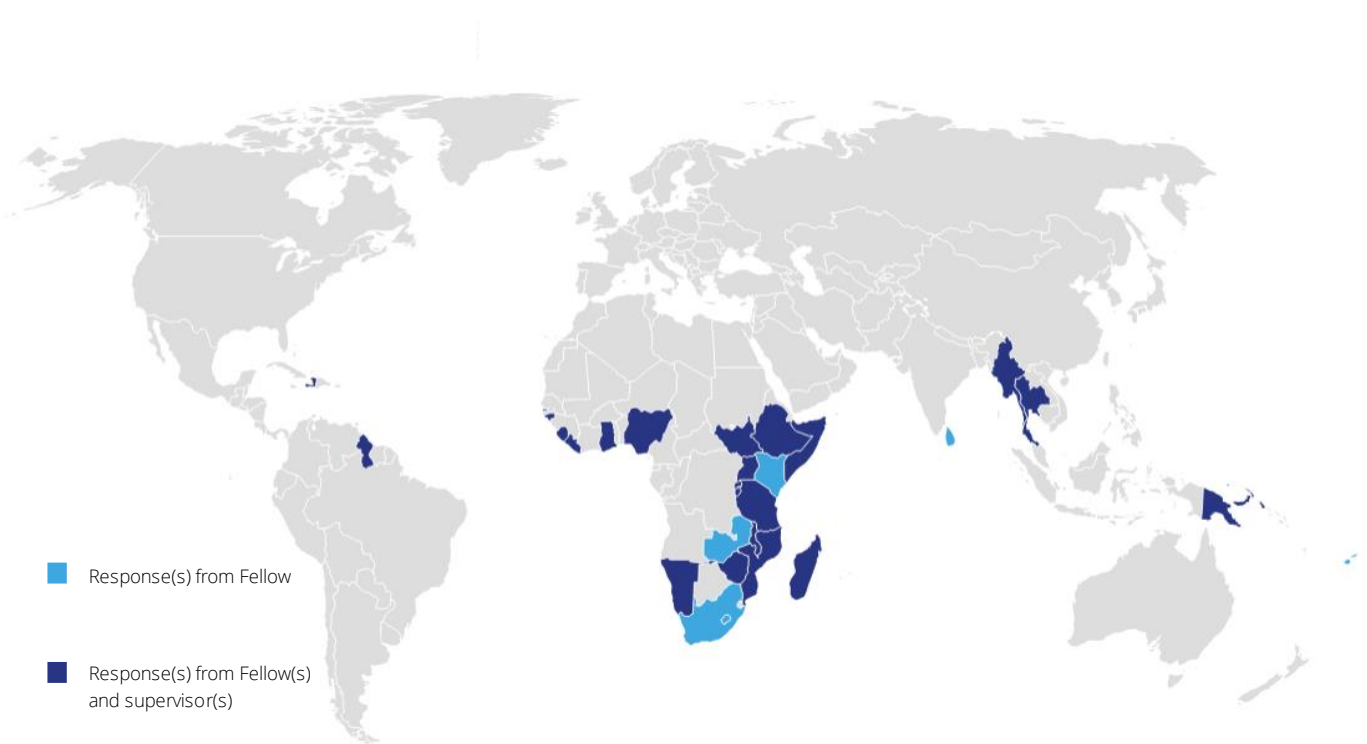 Response(s) from Fellow
Response(s) from Fellow(s)
and supervisor(s)